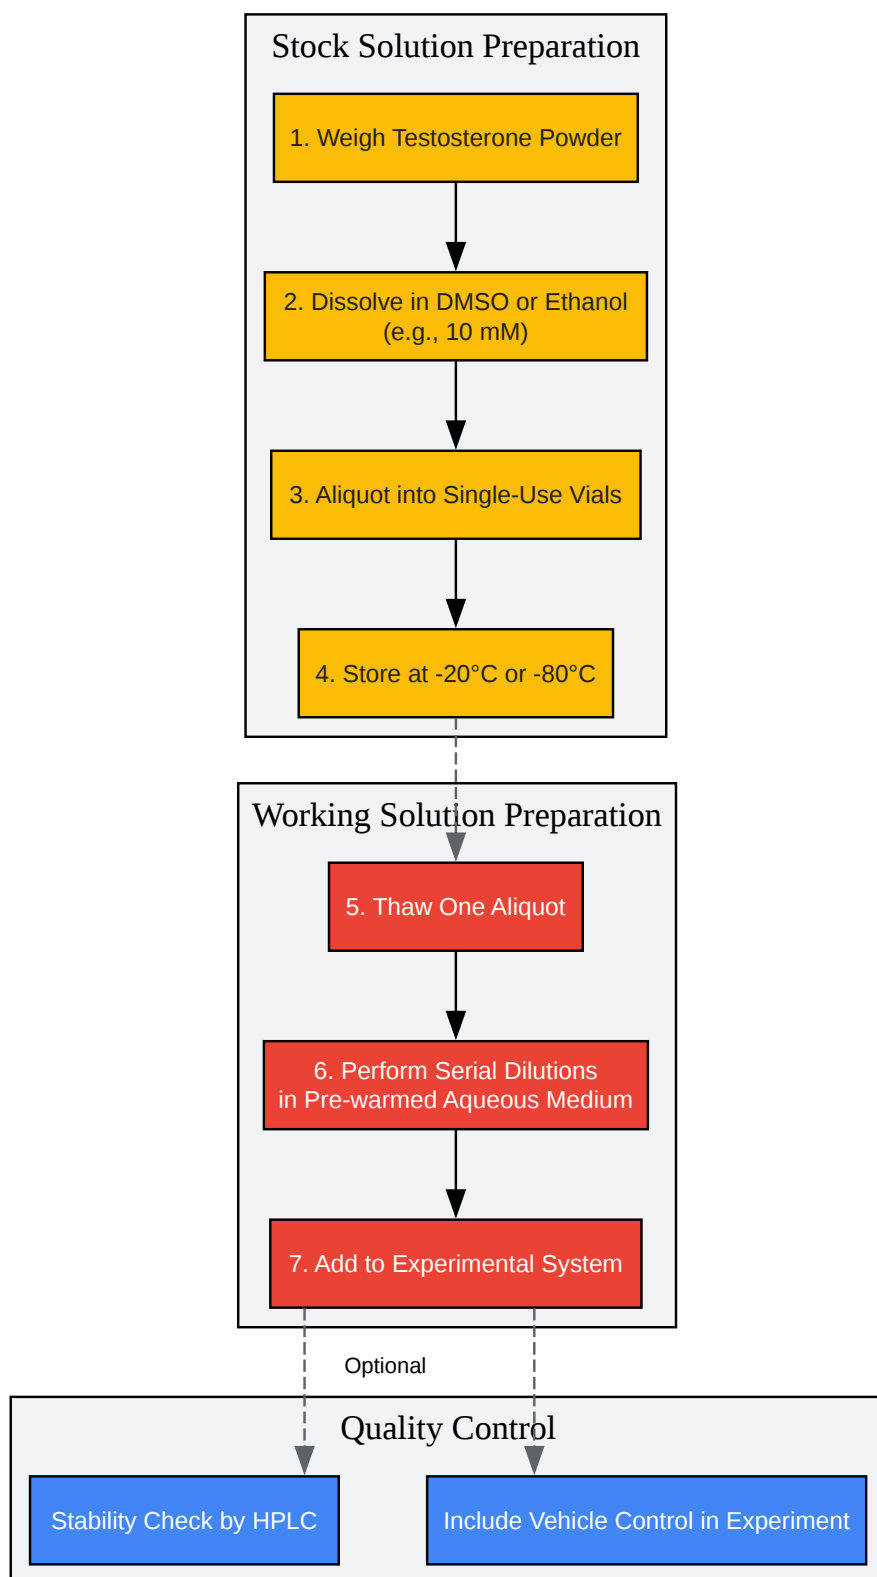 Stock Solution Preparation
1. Weigh Testosterone Powder
2. Dissolve in DMSO or Ethanol
(e.g., 10 mM)
3. Aliquot into Single-Use Vials
4. Store at -20°C or -80°C
Working Solution Preparation
5. Thaw One Aliquot
6. Perform Serial Dilutions
in Pre-warmed Aqueous Medium
7. Add to Experimental System
Optional
Quality Control
Stability Check by HPLC
Include Vehicle Control in Experiment